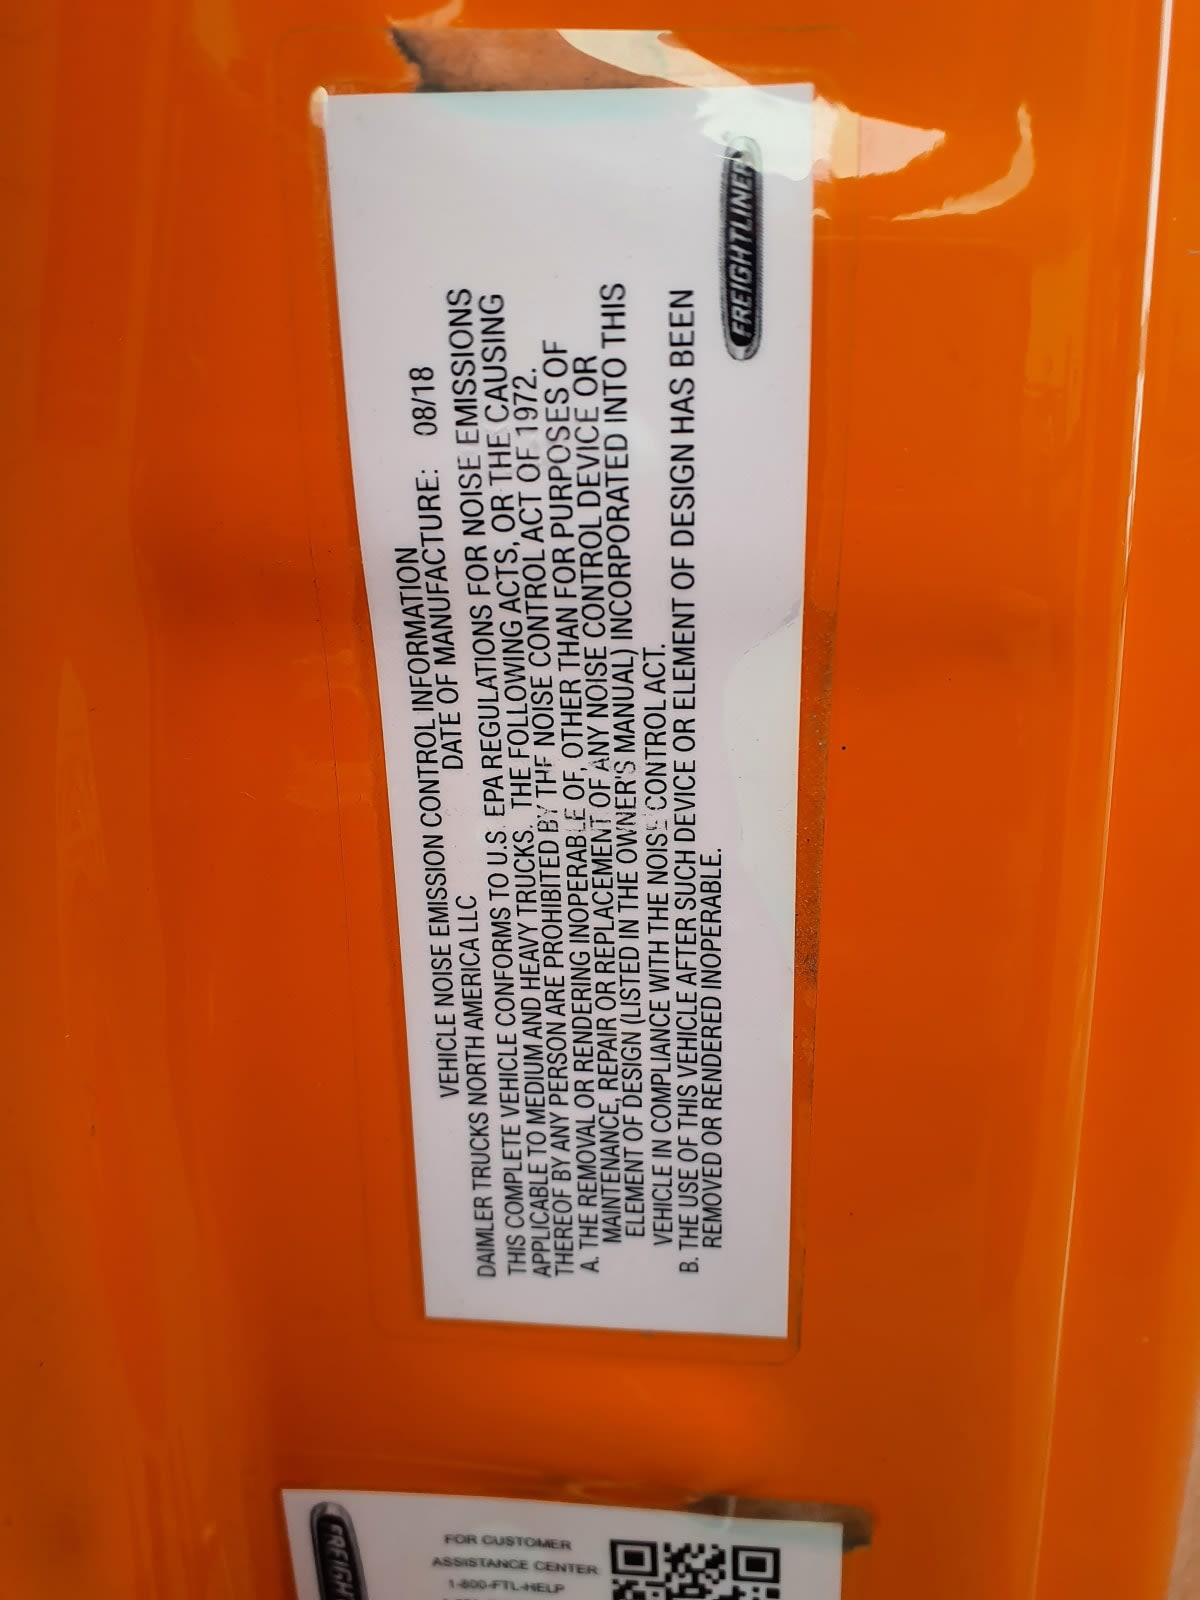 VEHICLE NOISE EMISSION CONTROL INFORMATION
DAIMLER TRUCKS NORTH AMERICA LLC DATE OF MANUFACTURE: 08/18
THIS COMPLETE VEHICLE CONFORMS TO U.S. EPA REGULATIONS FOR NOISE EMISSIONS
APPLICABLE TO MEDIUM AND HEAVY TRUCKS. THE FOLLOWING ACTS, OR THE CAUSING
THEREOF BY ANY PERSON ARE PROHIBITED BY THE NOISE CONTROL ACT OF 1972.
A. THE REMOVAL OR RENDERING INOPERABLE OF, OTHER THAN FOR PURPOSES OF
MAINTENANCE, REPAIR OR REPLACEMENT OF ANY NOISE CONTROL DEVICE OR
ELEMENT OF DESIGN (LISTED IN THE OWNER'S MANUAL) INCORPORATED INTO THIS
VEHICLE IN COMPLIANCE WITH THE NOISE CONTROL ACT.
B. THE USE OF THIS VEHICLE AFTER SUCH DEVICE OR ELEMENT OF DESIGN HAS BEEN
REMOVED OR RENDERED INOPERABLE.
FREIGHTLINER
FOR CUSTOMER
ASSISTANCE CENTER
1-800-FTL-HELP